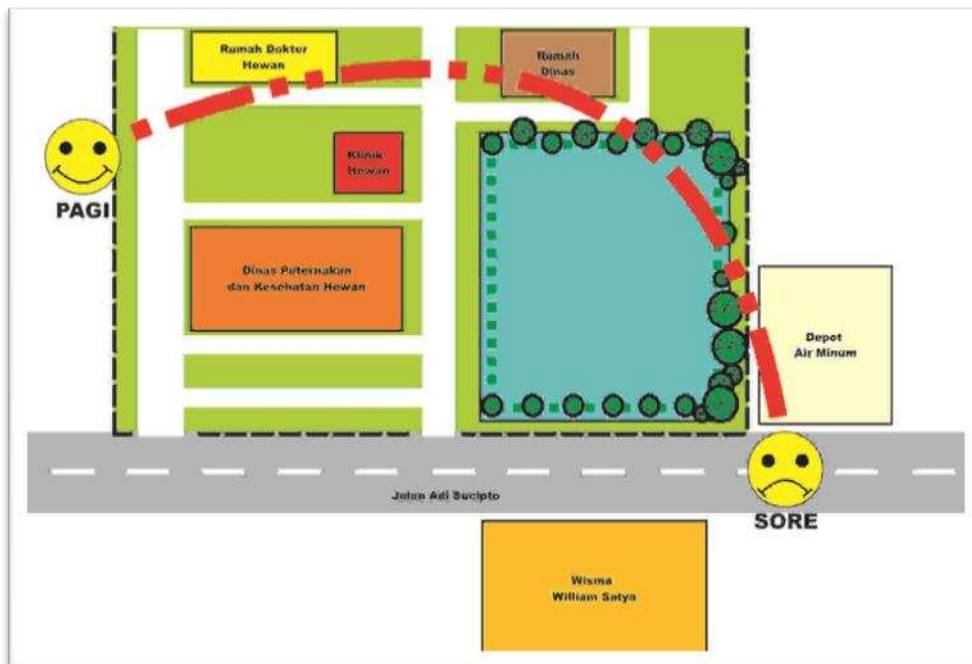 Rumah Dokter
Hewan
Rumah
Dinas
PAGI
Klinik
Hewan
Dinas Peternakan
dan Kesehatan Hewan
Depot
Air Minum
Jalan Adi Sucipto
SORE
Wisma
William Satya